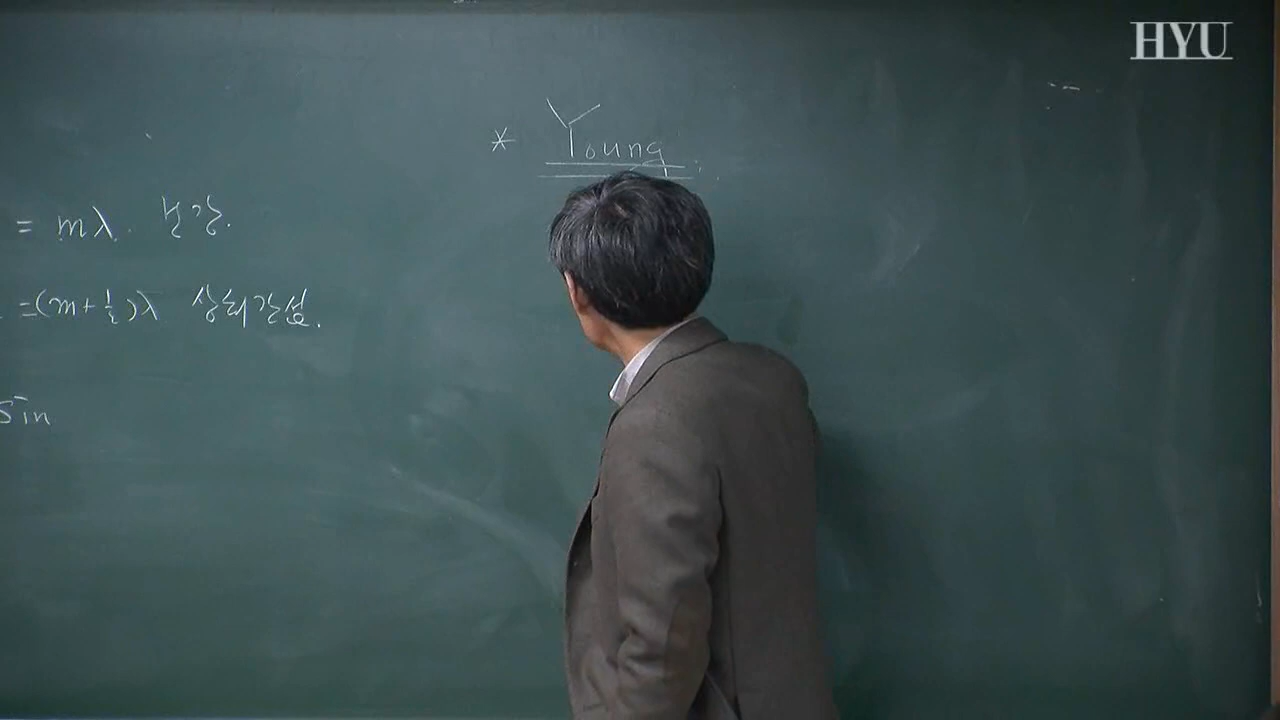 HYU
* Young
= mλ. 보강.
=(m+½)λ 상쇄간섭.
sin